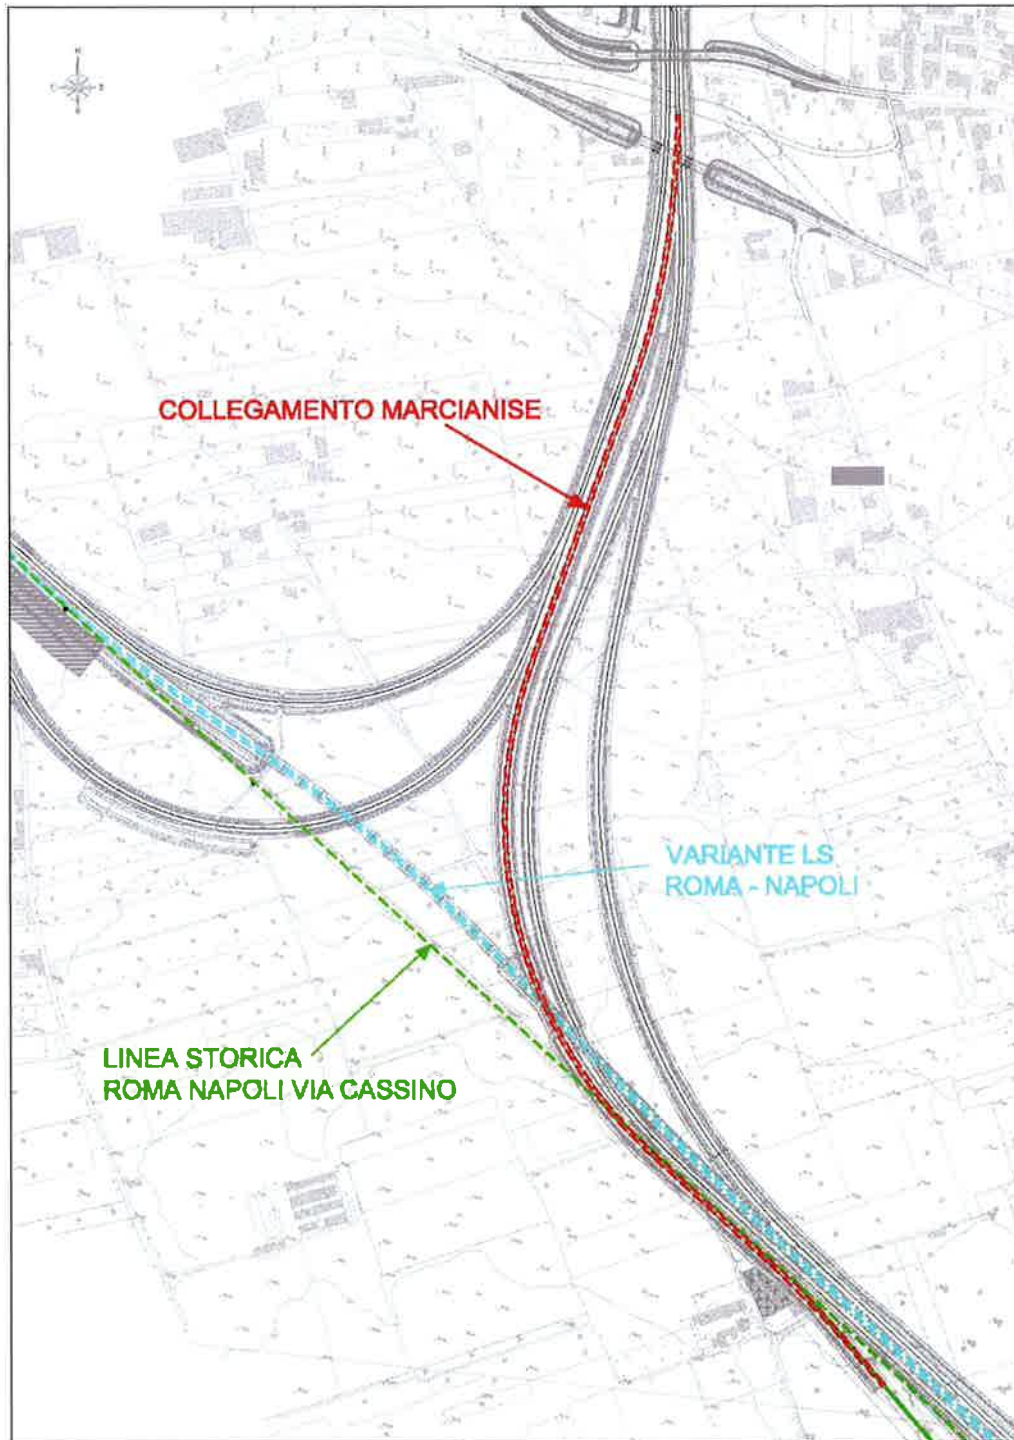 COLLEGAMENTO MARCIANISE
VARIANTE LS
ROMA - NAPOLI
LINEA STORICA
ROMA NAPOLI VIA CASSINO